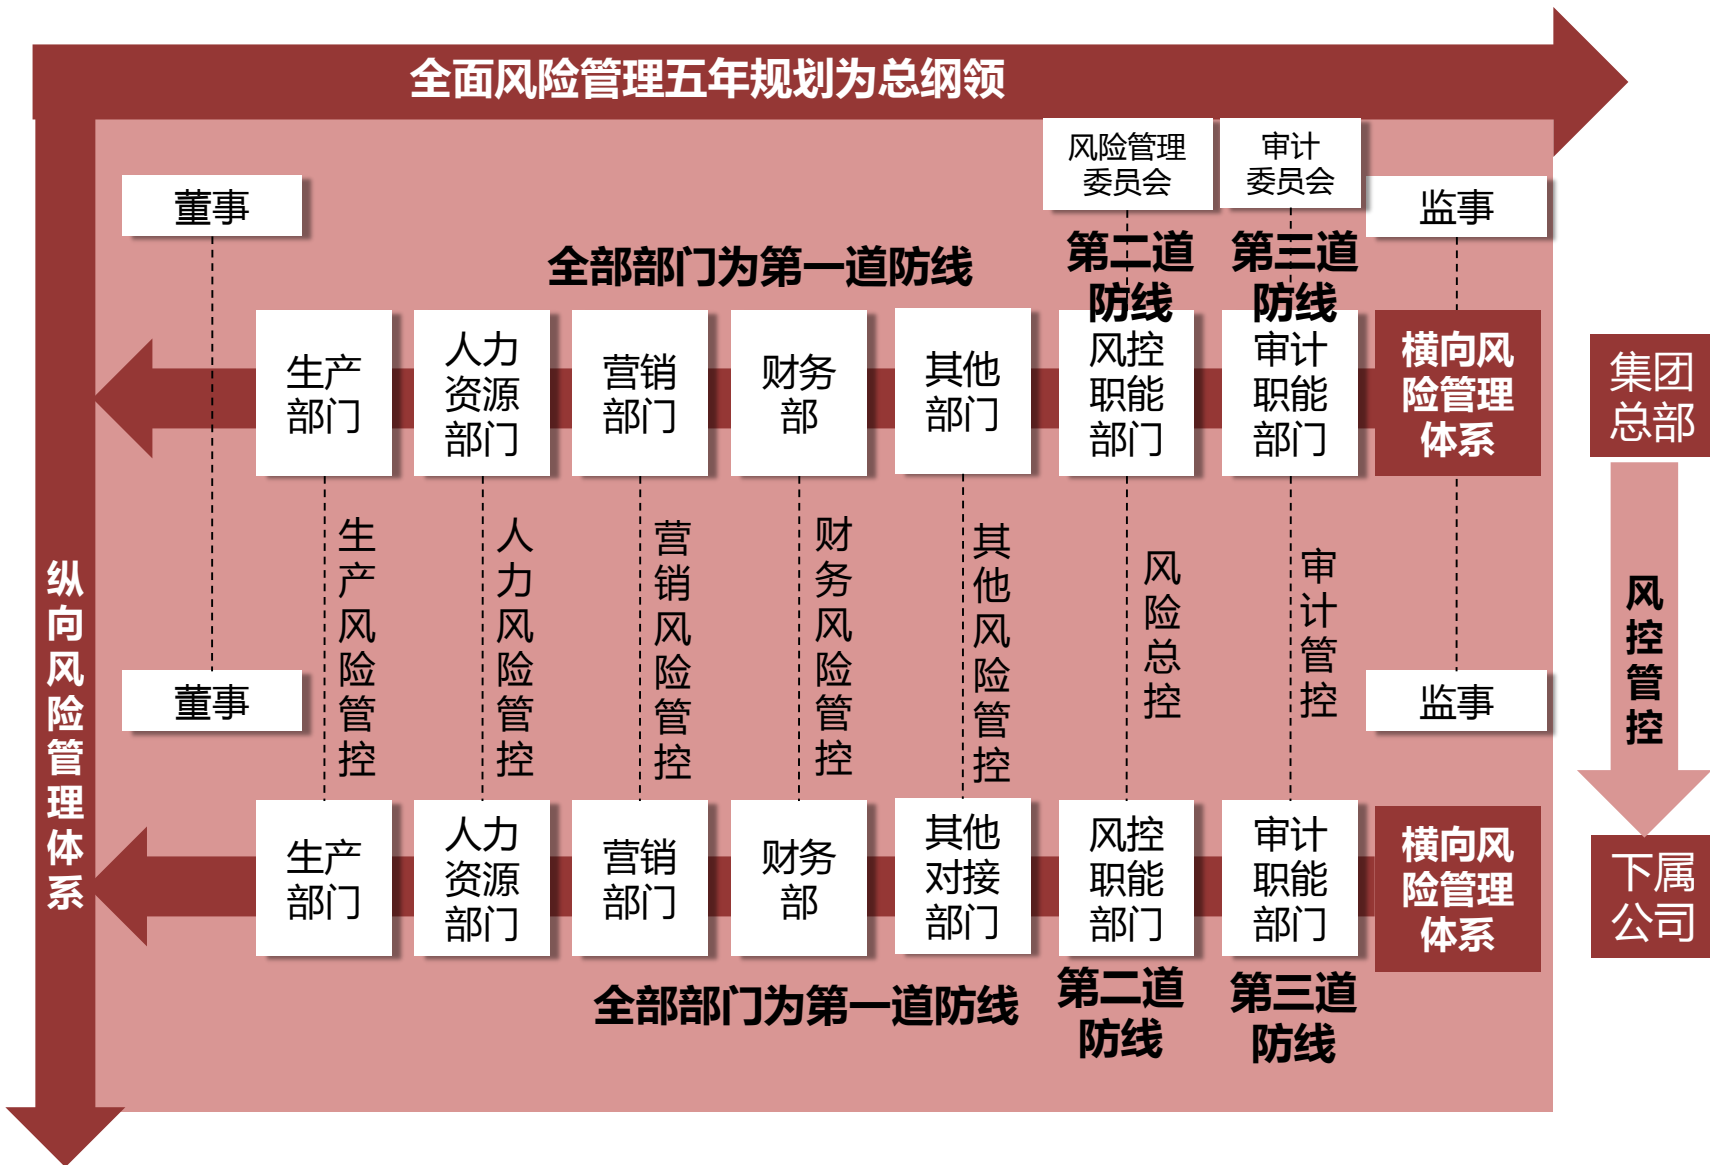 全面风险管理五年规划为总纲领
风险管理
委员会
审计
委员会
董事
监事
全部部门为第一道防线
第二道
防线
第三道
防线
生产
部门
人力
资源
部门
营销
部门
财务
部
其他
部门
风控
职能
部门
审计
职能
部门
横向风
险管理
体系
集团
总部
纵向风险管理体系
生产风险管控
人力风险管控
营销风险管控
财务风险管控
其他风险管控
风险总控
审计管控
风控管控
董事
监事
生产
部门
人力
资源
部门
营销
部门
财务
部
其他
对接
部门
风控
职能
部门
审计
职能
部门
横向风
险管理
体系
下属
公司
全部部门为第一道防线
第二道
防线
第三道
防线